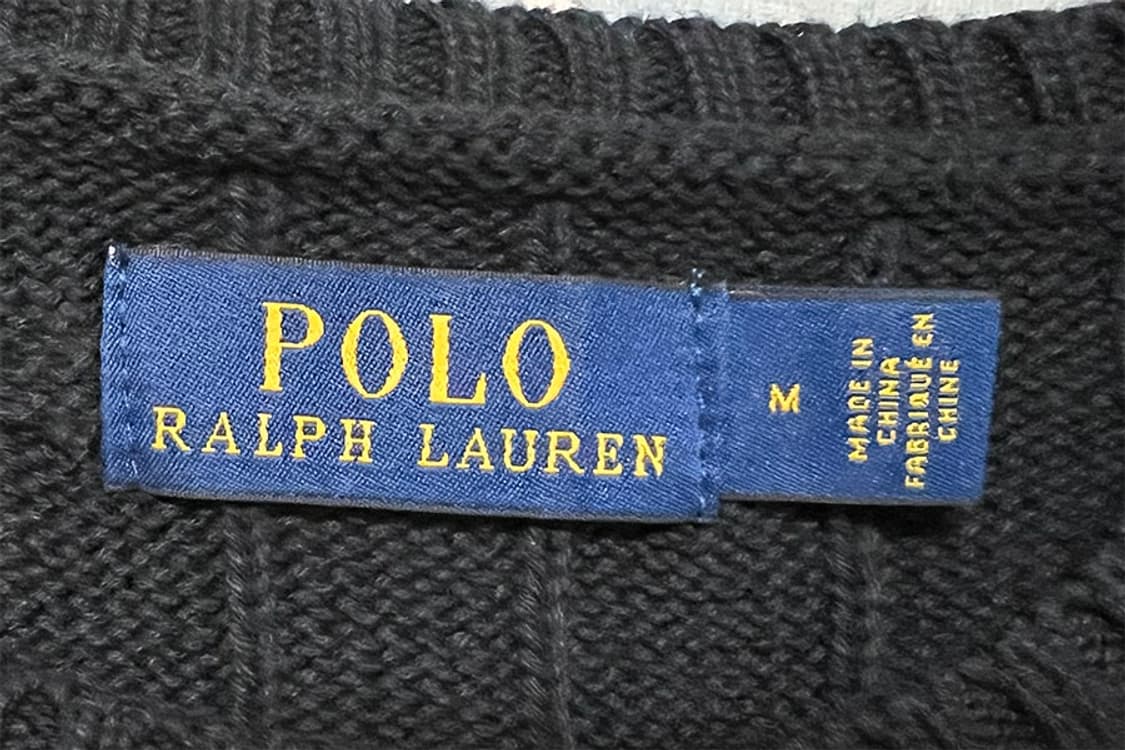 POLO
RALPH LAUREN
M
MADE IN
CHINA
FABRIQUÉ EN
CHINE